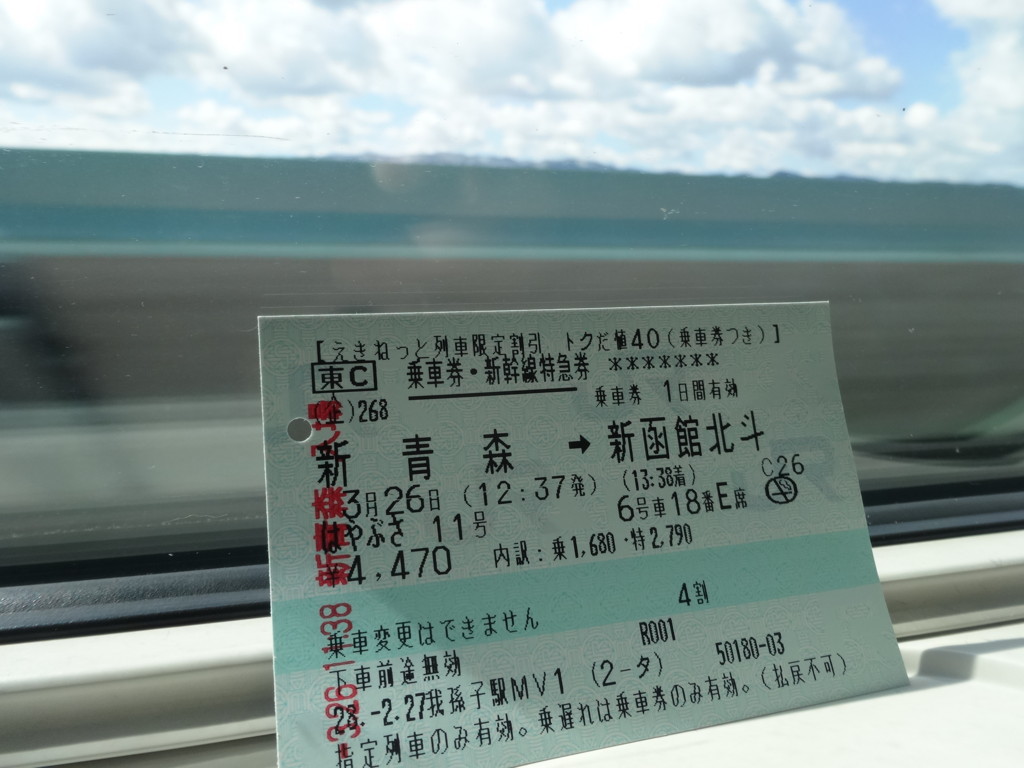 【えきねっと列車限定割引 トクだ値40(乗車券つき)】
東C 乗車券・新幹線特急券 *******
(企)268 乗車券 1日間有効
新青森 → 新函館北斗
3月26日 (12:37発) (13:38着) C26
はやぶさ 11号 6号車18番E席
¥4,470 内訳:乗1,680・特2,790
4割
乗車変更はできません R001
下車前途無効 50180-03
28.-2.27我孫子駅MV1 (2-タ)
指定列車のみ有効。乗遅れは乗車券のみ有効。(払戻不可)
-326 11:38 新青森